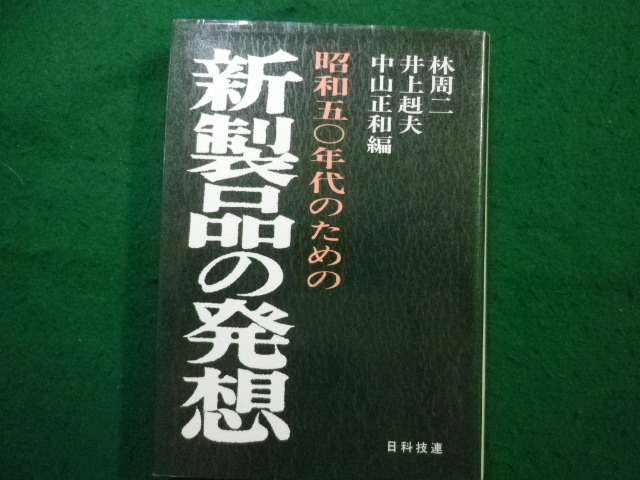 林周二
井上赳夫
中山正和編
昭和五〇年代のための
新製品の発想
日科技連